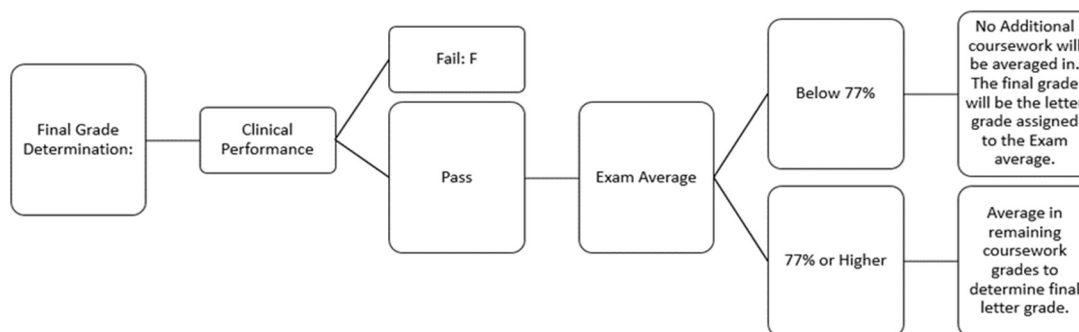 Final Grade
Determination:
Clinical
Performance
Fail: F
Pass
Exam Average
Below 77%
No Additional
coursework will
be averaged in.
The final grade
will be the letter
grade assigned
to the Exam
average.
77% or Higher
Average in
remaining
coursework
grades to
determine final
letter grade.